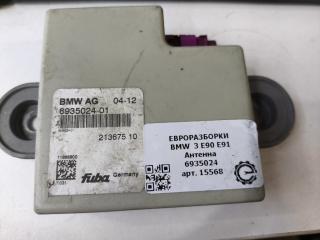 BMW AG 04-12
6935024-01
213675 10
fuba Germany
ЕВРОРАЗБОРКИ
BMW 3 E90 E91
Антенна
6935024
арт. 15568